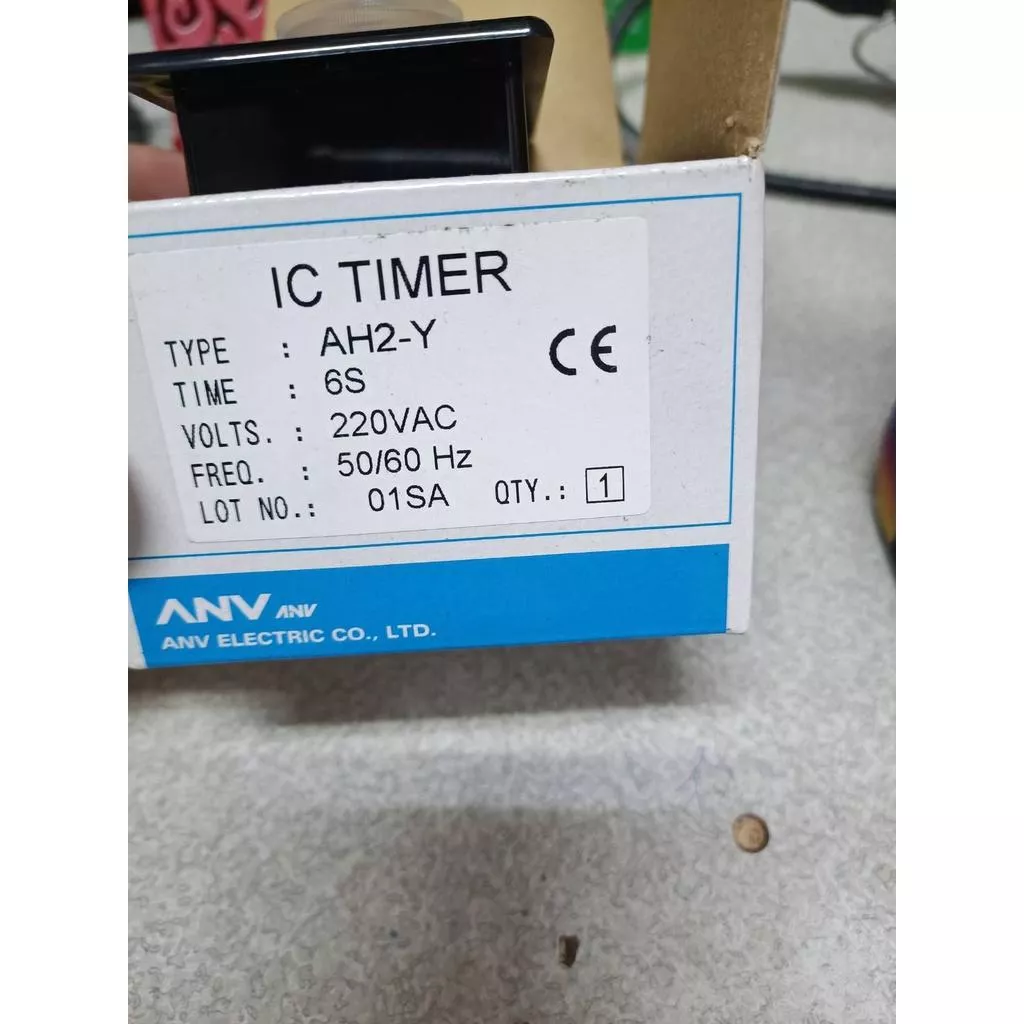 IC TIMER
TYPE : AH2-Y
CE
TIME : 6S
VOLTS. : 220VAC
FREQ. : 50/60 Hz
LOT NO.: 01SA QTY.: 1
ANV ANV
ANV ELECTRIC CO., LTD.